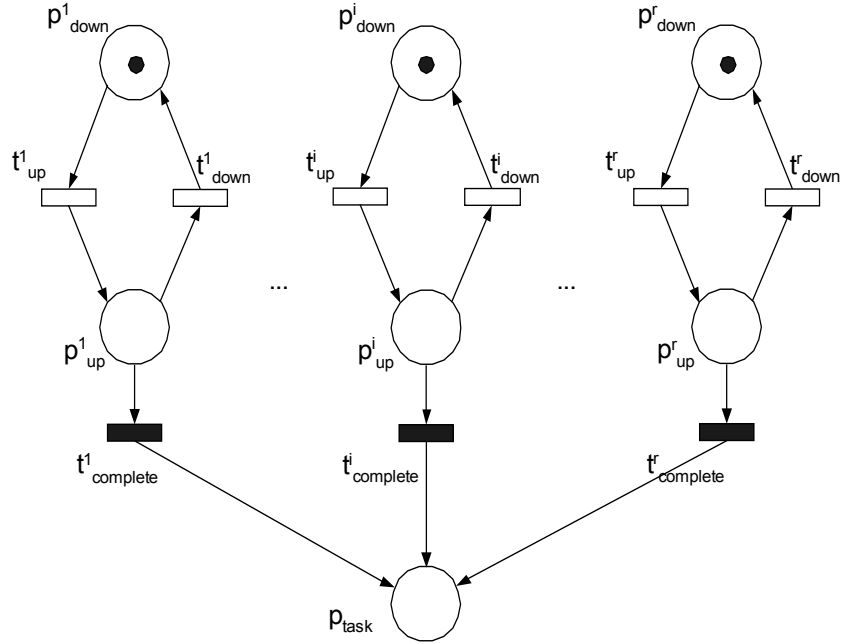 p¹down pⁱdown pʳdown
t¹up t¹down tⁱup tⁱdown tʳup tʳdown
... ...
p¹up pⁱup pʳup
t¹complete tⁱcomplete tʳcomplete
ptask